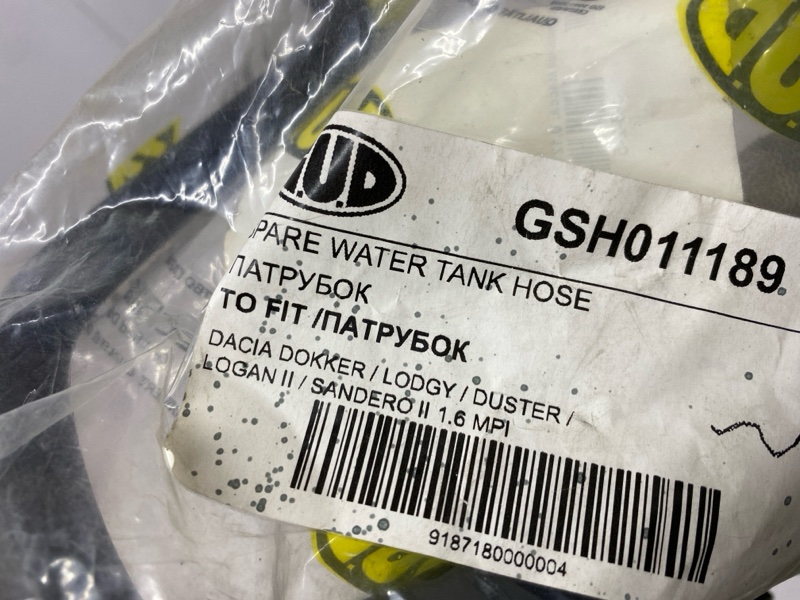 .U.D
GSH011189
SPARE WATER TANK HOSE
ПАТРУБОК
TO FIT /ПАТРУБОК
DACIA DOKKER / LODGY / DUSTER /
LOGAN II / SANDERO II 1.6 MPI
9187180000004